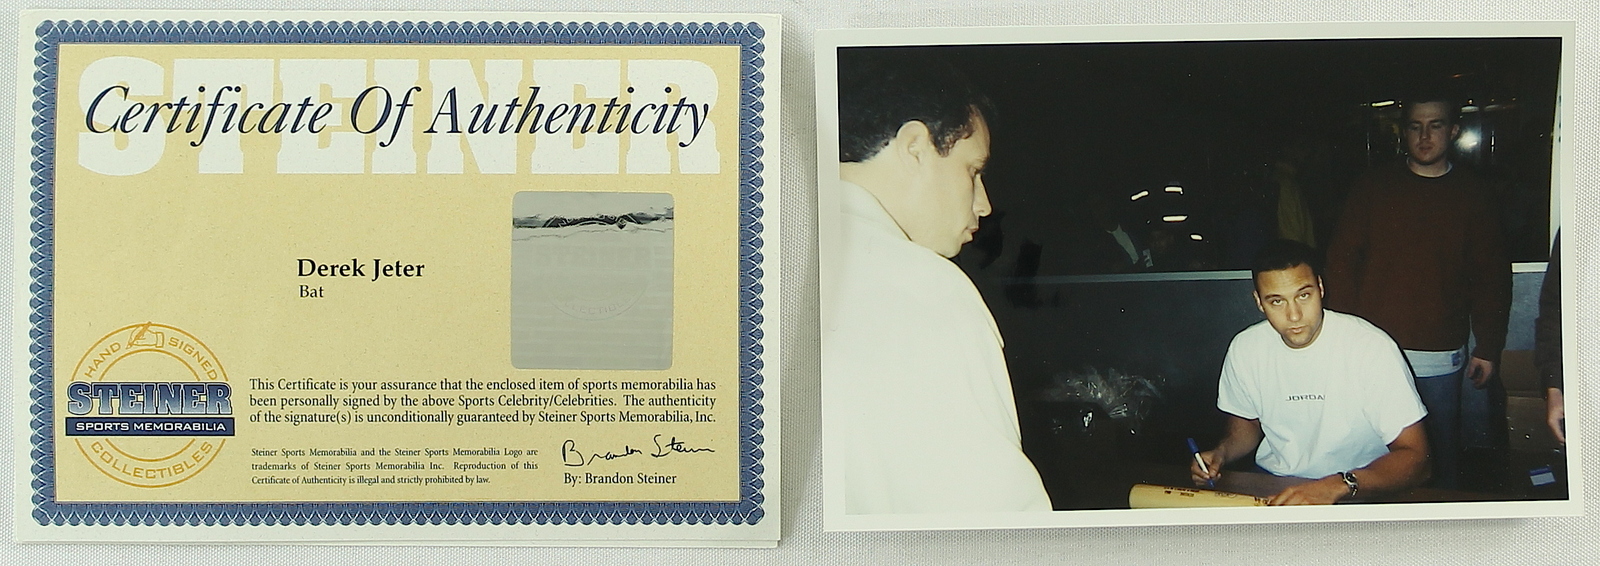 STEINER
Certificate Of Authenticity
Derek Jeter
Bat
HAND SIGNED
STEINER
SPORTS MEMORABILIA
COLLECTIBLES
This Certificate is your assurance that the enclosed item of sports memorabilia has
been personally signed by the above Sports Celebrity/Celebrities. The authenticity
of the signature(s) is unconditionally guaranteed by Steiner Sports Memorabilia, Inc.
Steiner Sports Memorabilia and the Steiner Sports Memorabilia Logo are
trademarks of Steiner Sports Memorabilia Inc. Reproduction of this
Certificate of Authenticity is illegal and strictly prohibited by law.
Brandon Steiner
By: Brandon Steiner
JORDA